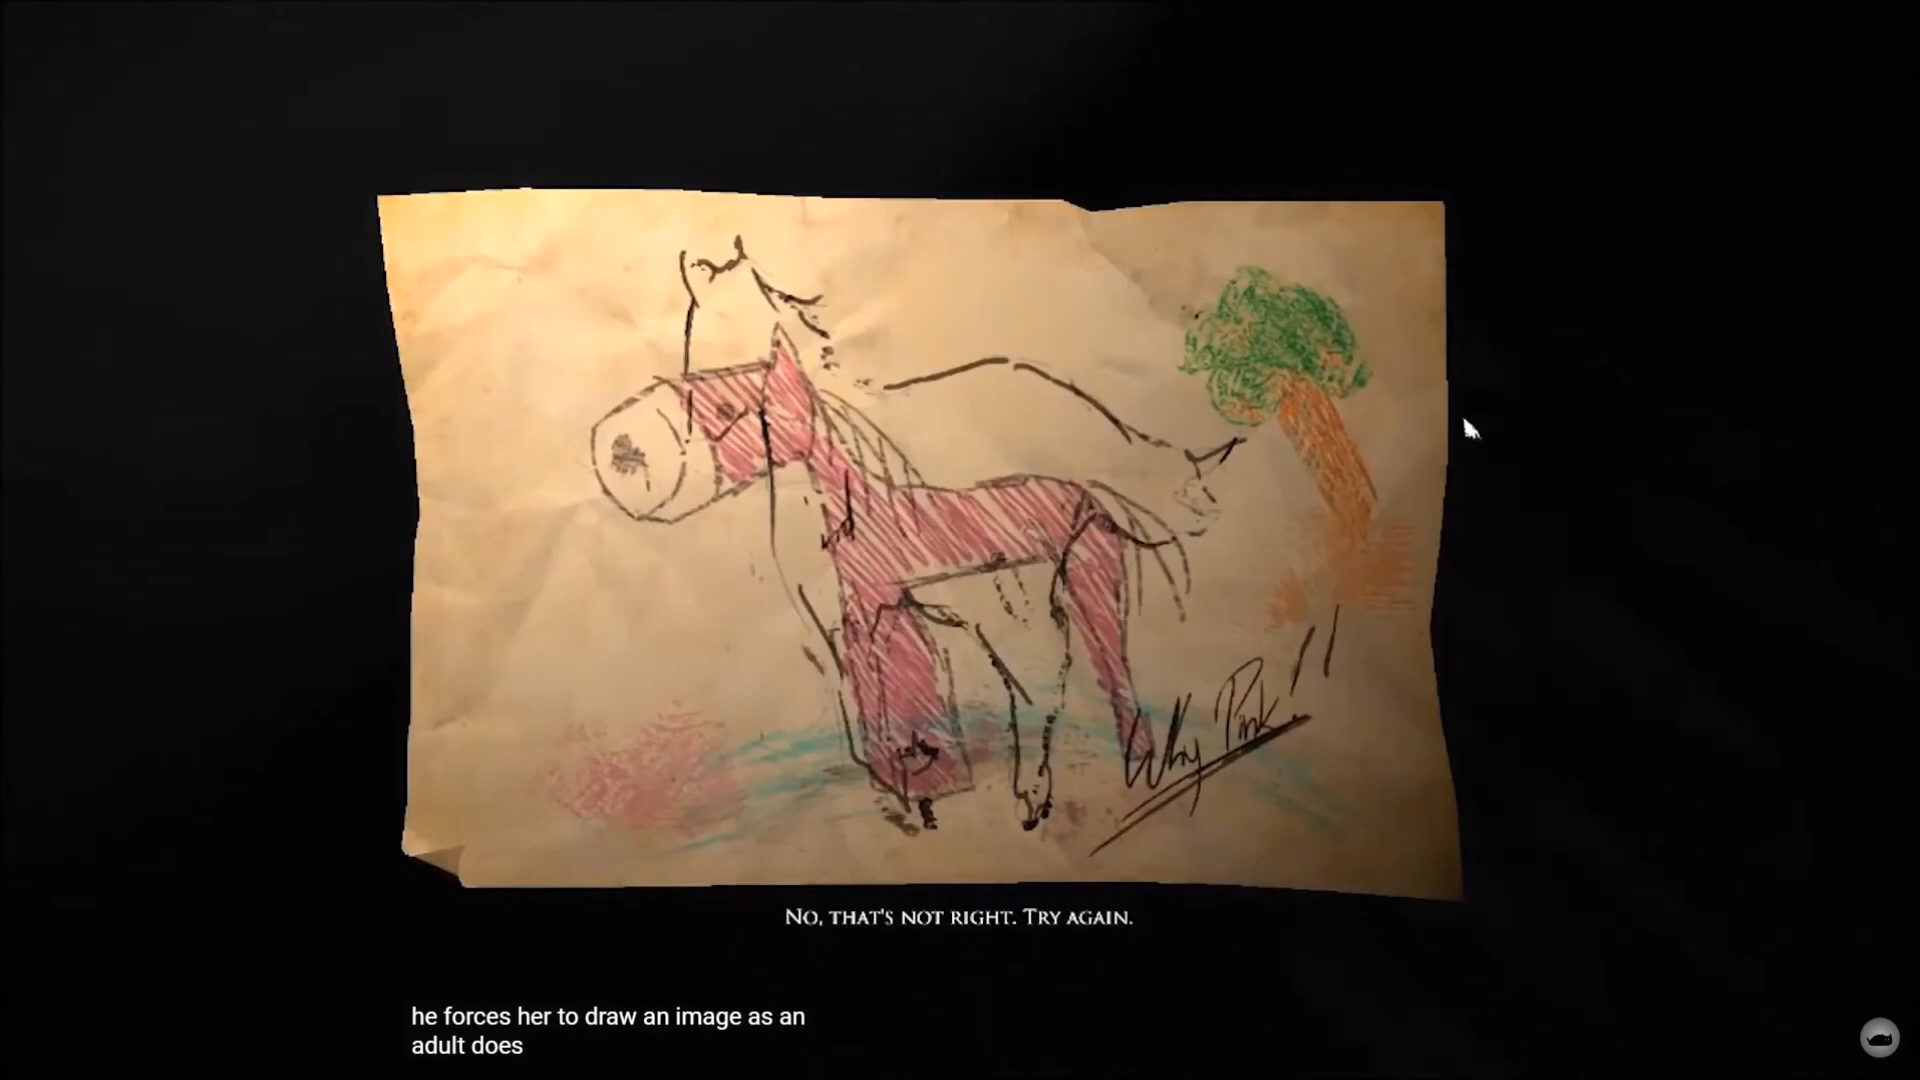 Why Pink!!
No, that's not right. Try again.
he forces her to draw an image as an
adult does